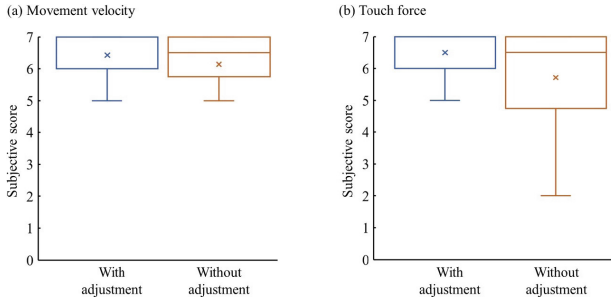 (a) Movement velocity
7
6
5
4
3
2
1
0
Subjective score
With
adjustment
Without
adjustment
(b) Touch force
7
6
5
4
3
2
1
0
Subjective score
With
adjustment
Without
adjustment